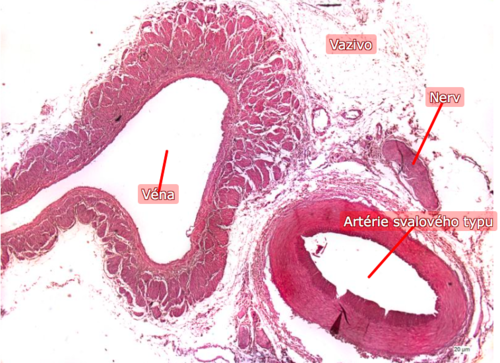 Vazivo
Nerv
Véna
Artérie svalového typu